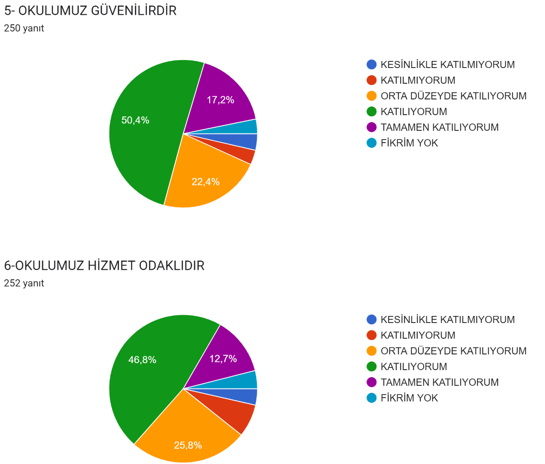 5- OKULUMUZ GÜVENİLİRDİR
250 yanıt
KESİNLİKLE KATILMIYORUM
KATILMIYORUM
ORTA DÜZEYDE KATILIYORUM
KATILIYORUM
TAMAMEN KATILIYORUM
FİKRİM YOK
17,2%
50,4%
22,4%
6-OKULUMUZ HİZMET ODAKLIDIR
252 yanıt
KESİNLİKLE KATILMIYORUM
KATILMIYORUM
ORTA DÜZEYDE KATILIYORUM
KATILIYORUM
TAMAMEN KATILIYORUM
FİKRİM YOK
12,7%
46,8%
25,8%